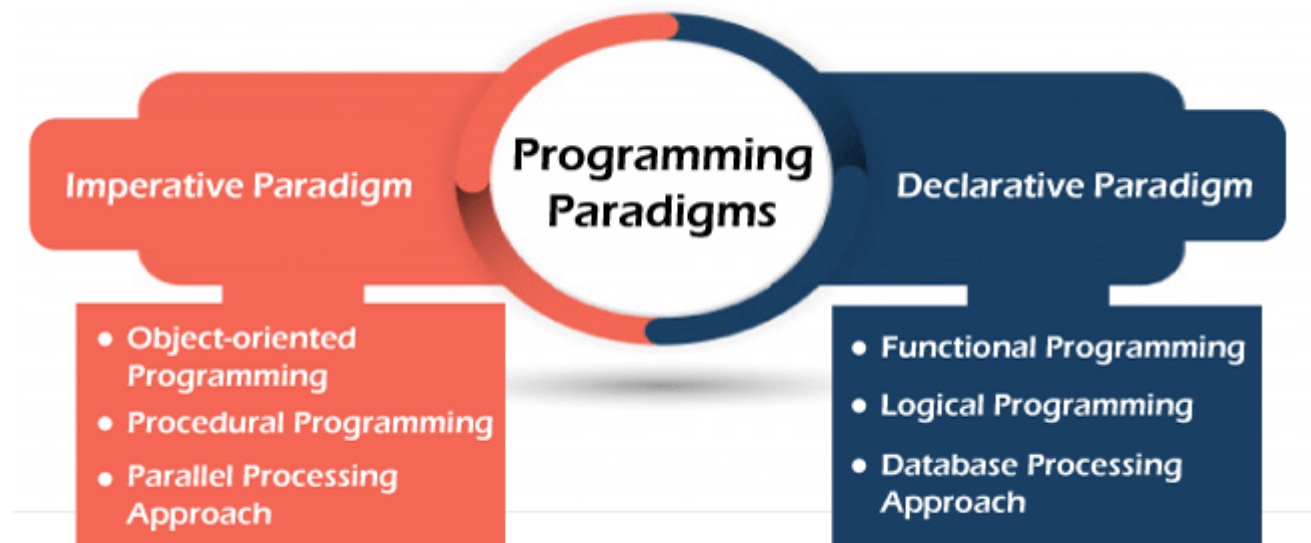 Programming
Paradigms
Imperative Paradigm
• Object-oriented
Programming
• Procedural Programming
• Parallel Processing
Approach
Declarative Paradigm
• Functional Programming
• Logical Programming
• Database Processing
Approach